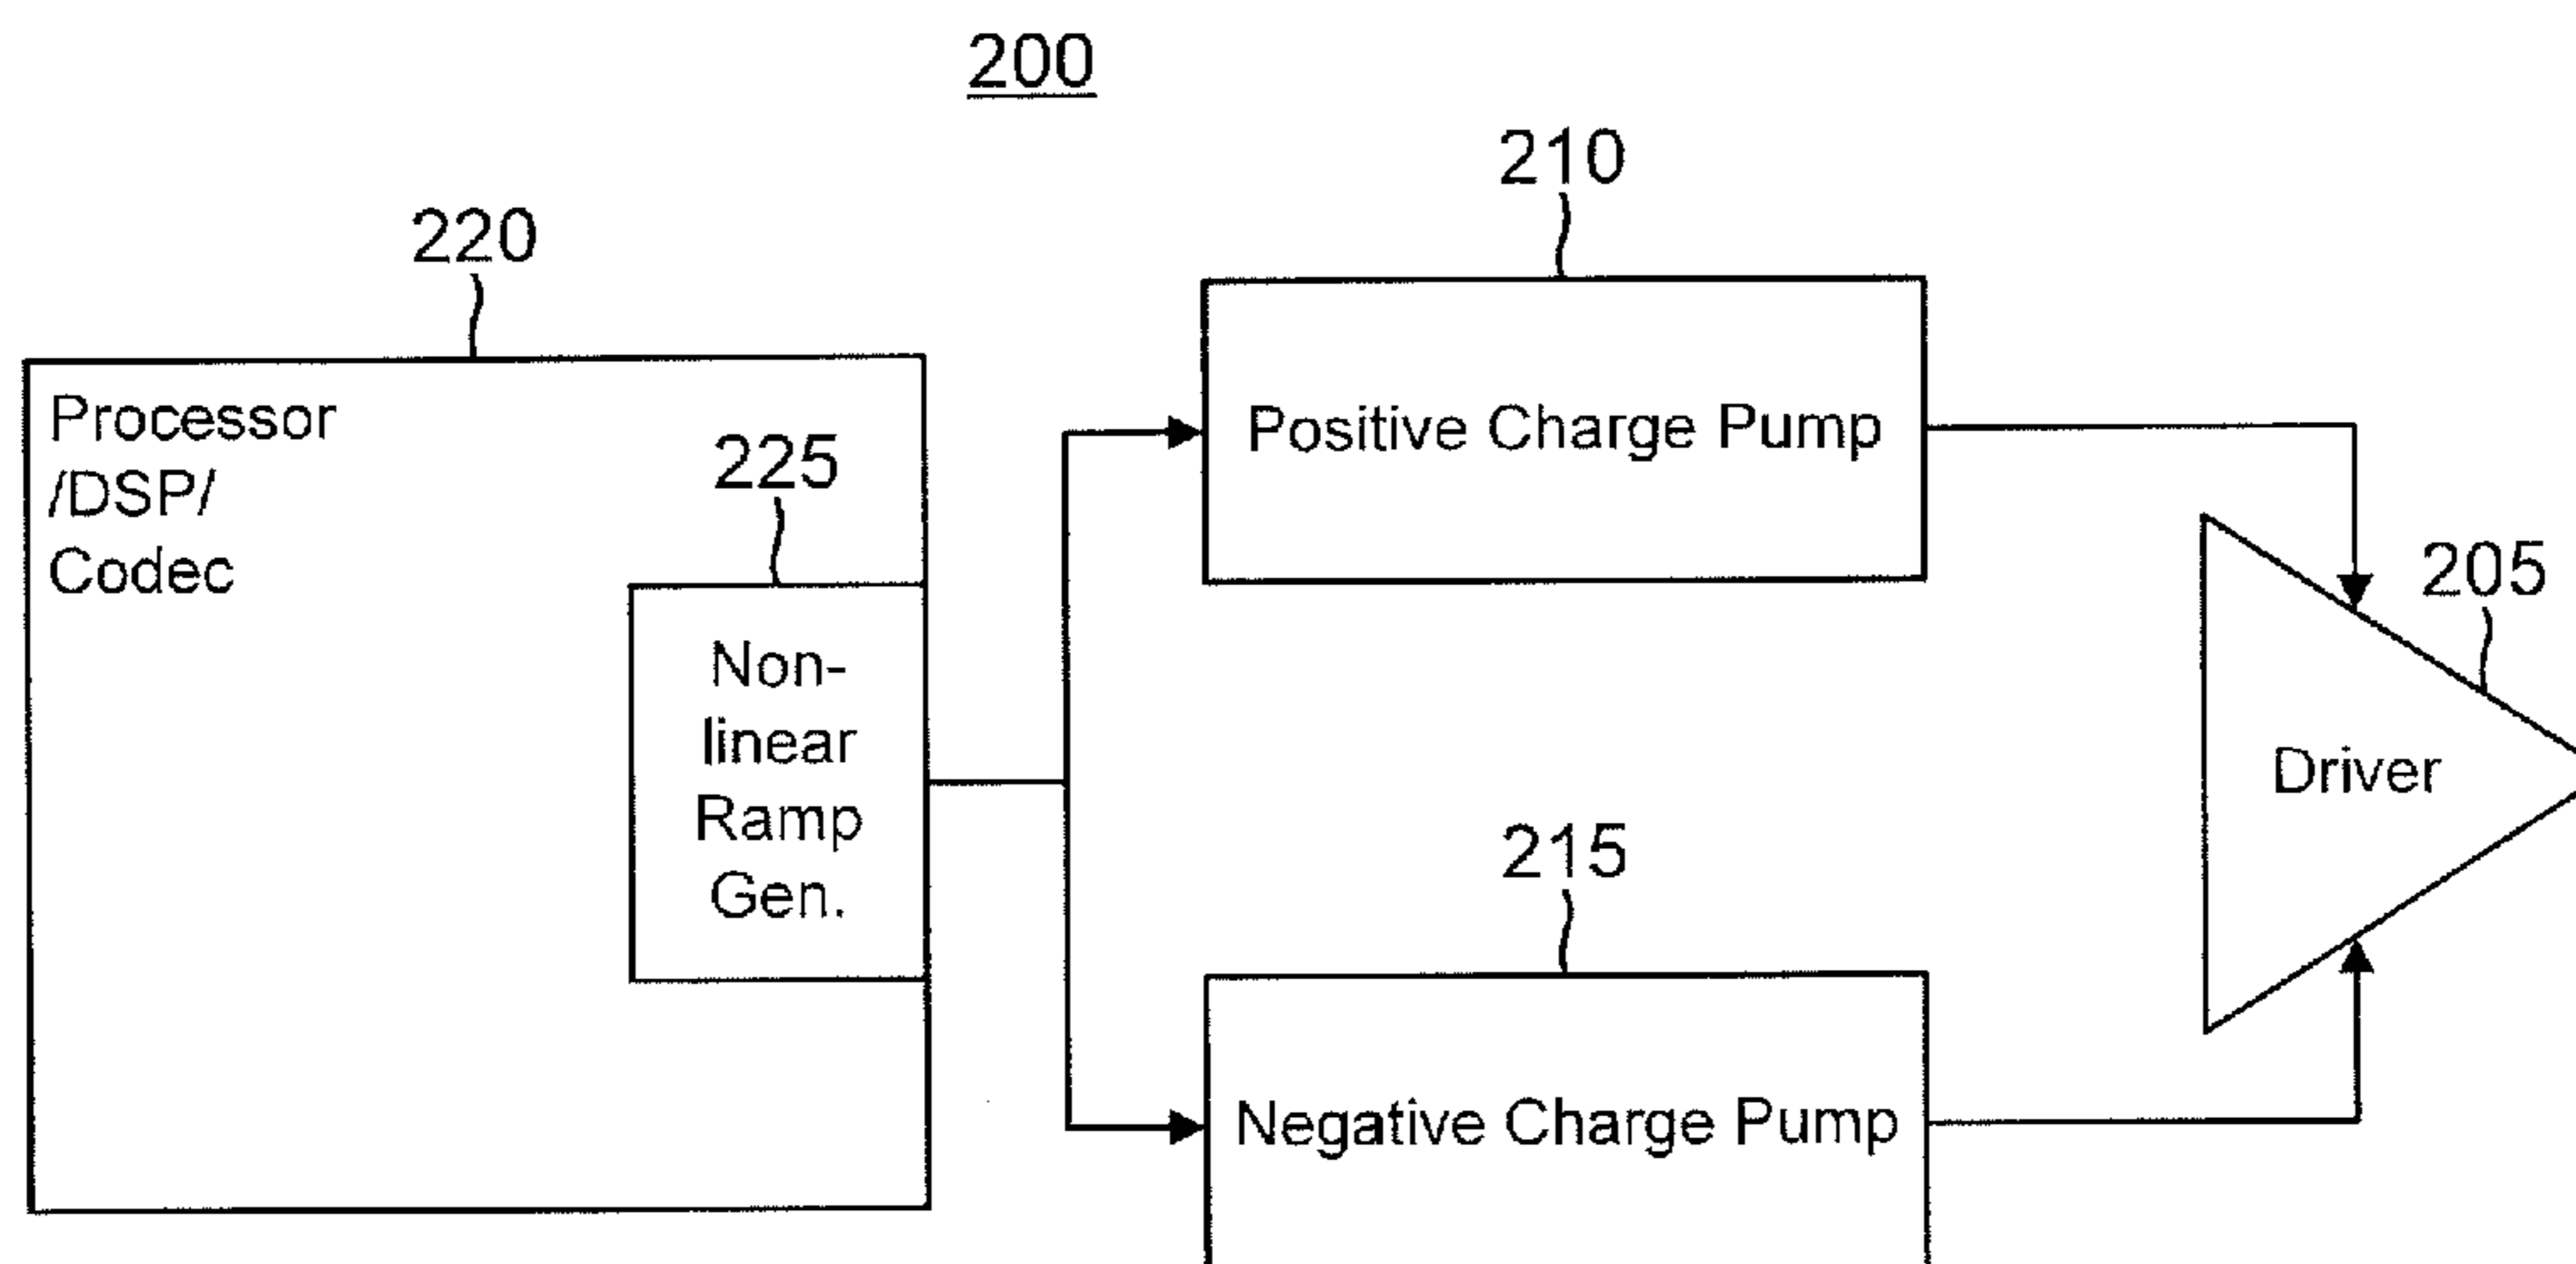 200
210
220
Processor
/DSP/
Codec
225
Non-
linear
Ramp
Gen.
Positive Charge Pump
205
Driver
215
Negative Charge Pump